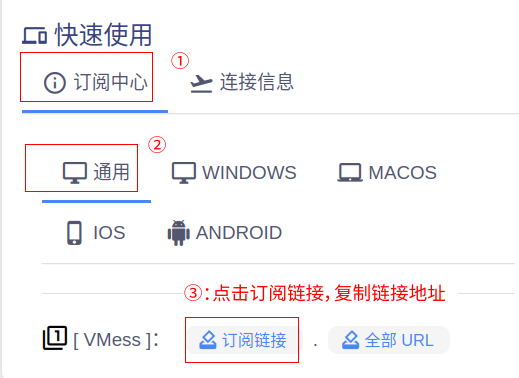 快速使用
①
订阅中心 连接信息
②
通用 WINDOWS MACOS
IOS ANDROID
③:点击订阅链接,复制链接地址
1 [ VMess ]: 订阅链接 . 全部 URL